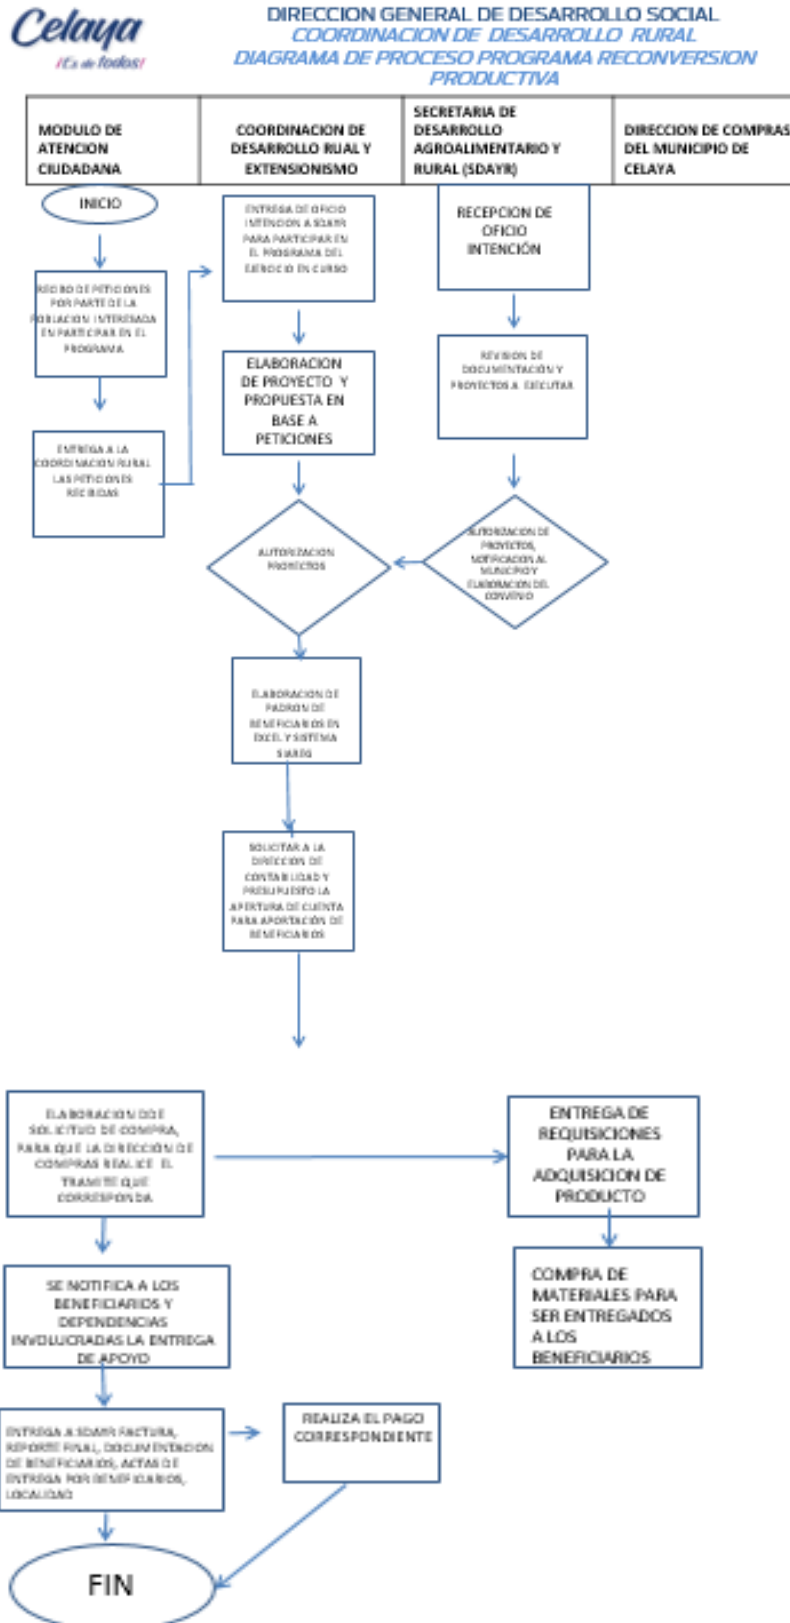 Celaya
¡Es de todos!
DIRECCION GENERAL DE DESARROLLO SOCIAL
COORDINACION DE DESARROLLO RURAL
DIAGRAMA DE PROCESO PROGRAMA RECONVERSION
PRODUCTIVA
MODULO DE
ATENCION
CIUDADANA
COORDINACION DE
DESARROLLO RUAL Y
EXTENSIONISMO
SECRETARIA DE
DESARROLLO
AGROALIMENTARIO Y
RURAL (SDAYR)
DIRECCION DE COMPRAS
DEL MUNICIPIO DE
CELAYA
INICIO
RECIBO DE PETICIONES
POR PARTE DE LA
POBLACION INTERESADA
EN PARTICIPAR EN EL
PROGRAMA
ENTREGA A LA
COORDINACION RURAL
LAS PETICIONES
RECIBIDAS
ENTREGA DE OFICIO
INTENCION A SDAYR
PARA PARTICIPAR EN
EL PROGRAMA DEL
EJERCICIO EN CURSO
ELABORACION
DE PROYECTO Y
PROPUESTA EN
BASE A
PETICIONES
AUTORIZACION
PROYECTOS
RECEPCION DE
OFICIO
INTENCIÓN
REVISION DE
DOCUMENTACIÓN Y
PROYECTOS A EJECUTAR
AUTORIZACION DE
PROYECTOS,
NOTIFICACION AL
MUNICIPIO Y
ELABORACION DEL
CONVENIO
ELABORACION DE
PADRON DE
BENEFICIARIOS EN
EXCEL Y SISTEMA
SIAREG
SOLICITAR A LA
DIRECCIÓN DE
CONTABILIDAD Y
PRESUPUESTO LA
APERTURA DE CUENTA
PARA APORTACIÓN DE
BENEFICIARIOS
ELABORACION DDE
SOLICITUD DE COMPRA,
PARA QUE LA DIRECCIÓN DE
COMPRAS REALICE EL
TRAMITE QUE
CORRESPONDA
ENTREGA DE
REQUISICIONES
PARA LA
ADQUISICION DE
PRODUCTO
SE NOTIFICA A LOS
BENEFICIARIOS Y
DEPENDENCIAS
INVOLUCRADAS LA ENTREGA
DE APOYO
COMPRA DE
MATERIALES PARA
SER ENTREGADOS
A LOS
BENEFICIARIOS
ENTREGA A SDAYR FACTURA,
REPORTE FINAL, DOCUMENTACION
DE BENEFICIARIOS, ACTAS DE
ENTREGA POR BENEFICIARIOS,
LOCALIDAD
REALIZA EL PAGO
CORRESPONDIENTE
FIN